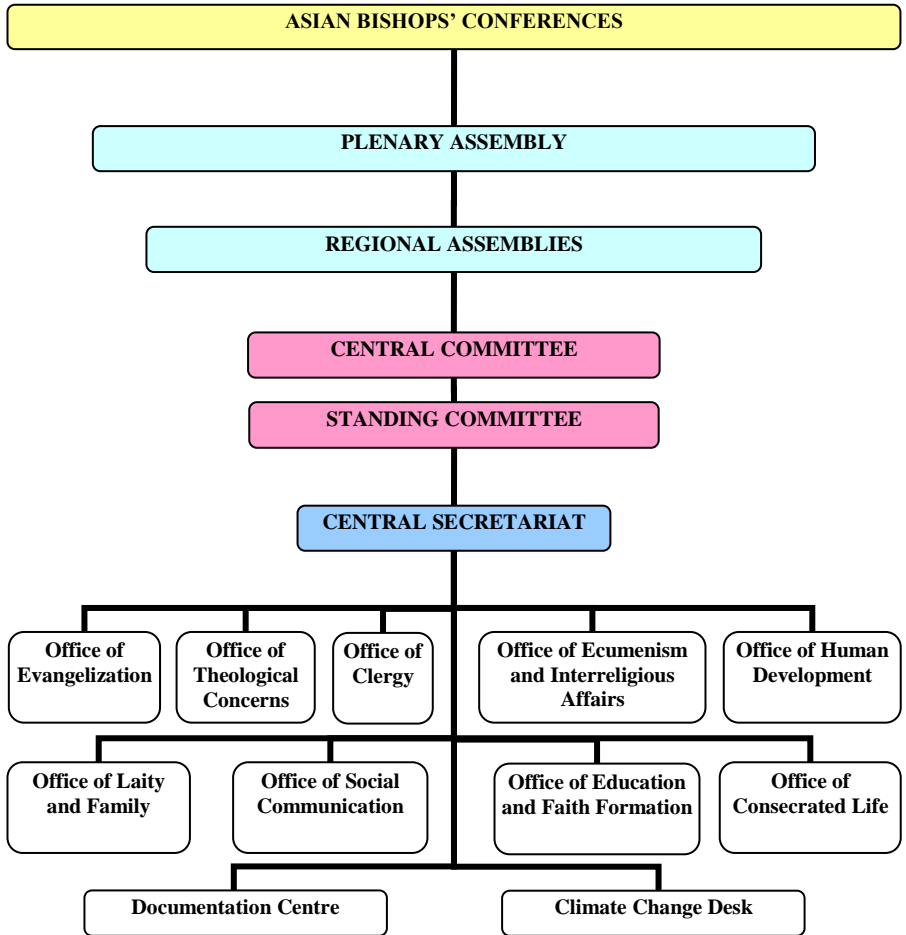 ASIAN BISHOPS’ CONFERENCES
PLENARY ASSEMBLY
REGIONAL ASSEMBLIES
CENTRAL COMMITTEE
STANDING COMMITTEE
CENTRAL SECRETARIAT
Office of
Evangelization
Office of
Theological
Concerns
Office of
Clergy
Office of Ecumenism
and Interreligious
Affairs
Office of Human
Development
Office of Laity
and Family
Office of Social
Communication
Office of Education
and Faith Formation
Office of
Consecrated Life
Documentation Centre
Climate Change Desk